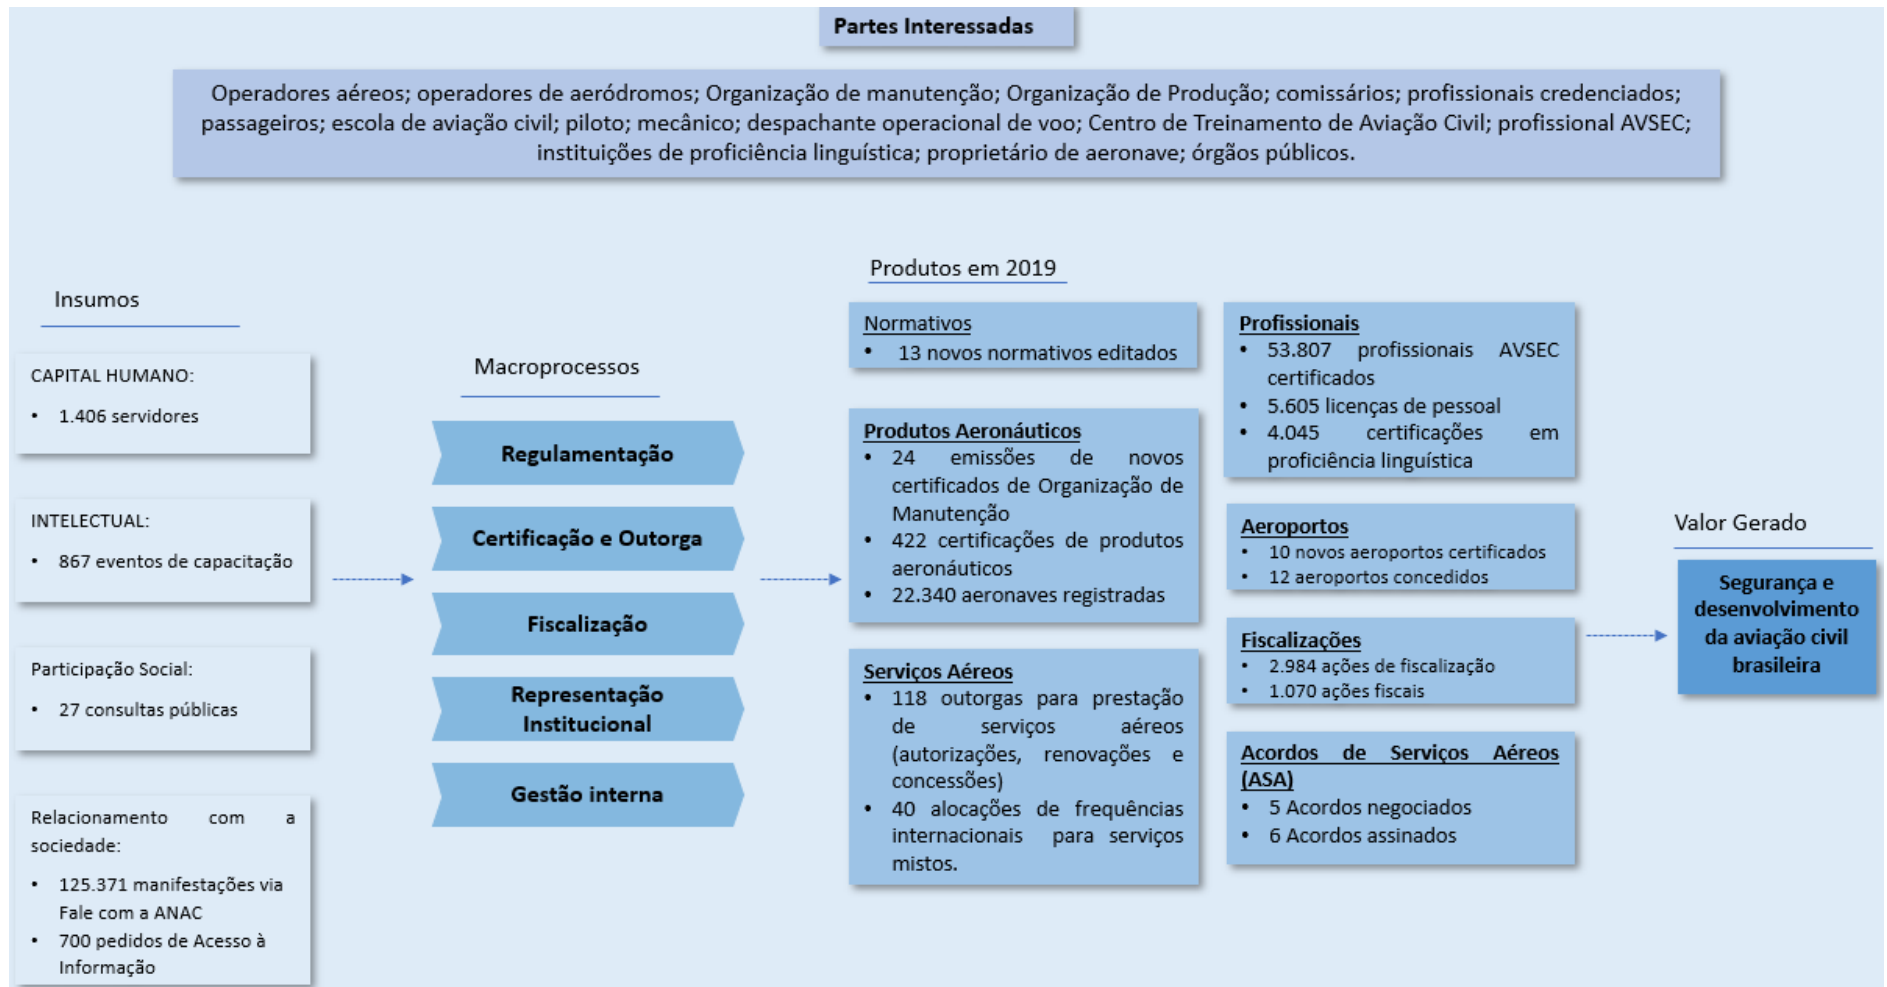 Partes Interessadas
Operadores aéreos; operadores de aeródromos; Organização de manutenção; Organização de Produção; comissários; profissionais credenciados;
passageiros; escola de aviação civil; piloto; mecânico; despachante operacional de voo; Centro de Treinamento de Aviação Civil; profissional AVSEC;
instituições de proficiência linguística; proprietário de aeronave; órgãos públicos.
Insumos
CAPITAL HUMANO:
• 1.406 servidores
INTELECTUAL:
• 867 eventos de capacitação
Participação Social:
• 27 consultas públicas
Relacionamento com a
sociedade:
• 125.371 manifestações via
Fale com a ANAC
• 700 pedidos de Acesso à
Informação
Macroprocessos
Regulamentação
Certificação e Outorga
Fiscalização
Representação
Institucional
Gestão interna
Produtos em 2019
Normativos
• 13 novos normativos editados
Produtos Aeronáuticos
• 24 emissões de novos
certificados de Organização de
Manutenção
• 422 certificações de produtos
aeronáuticos
• 22.340 aeronaves registradas
Serviços Aéreos
• 118 outorgas para prestação
de serviços aéreos
(autorizações, renovações e
concessões)
• 40 alocações de frequências
internacionais para serviços
mistos.
Profissionais
• 53.807 profissionais AVSEC
certificados
• 5.605 licenças de pessoal
• 4.045 certificações em
proficiência linguística
Aeroportos
• 10 novos aeroportos certificados
• 12 aeroportos concedidos
Fiscalizações
• 2.984 ações de fiscalização
• 1.070 ações fiscais
Acordos de Serviços Aéreos
(ASA)
• 5 Acordos negociados
• 6 Acordos assinados
Valor Gerado
Segurança e
desenvolvimento
da aviação civil
brasileira